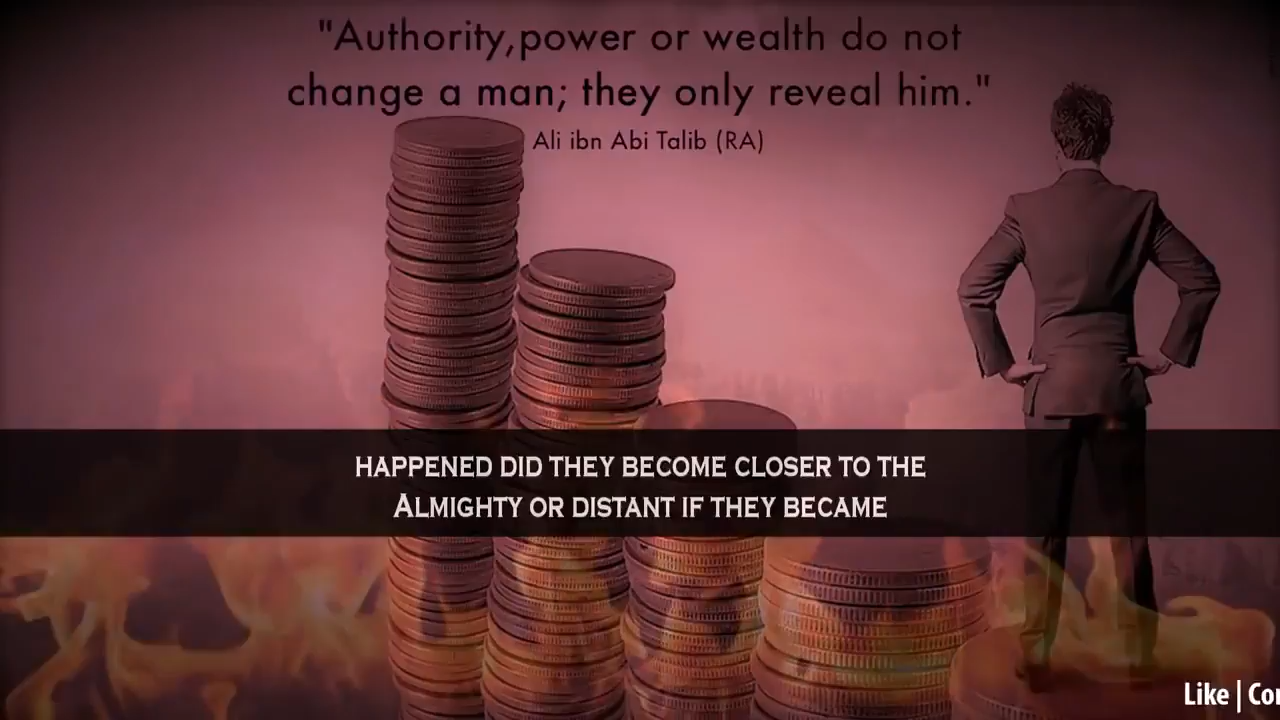 "Authority,power or wealth do not
change a man; they only reveal him."
Ali ibn Abi Talib (RA)
HAPPENED DID THEY BECOME CLOSER TO THE
ALMIGHTY OR DISTANT IF THEY BECAME
Like | Co